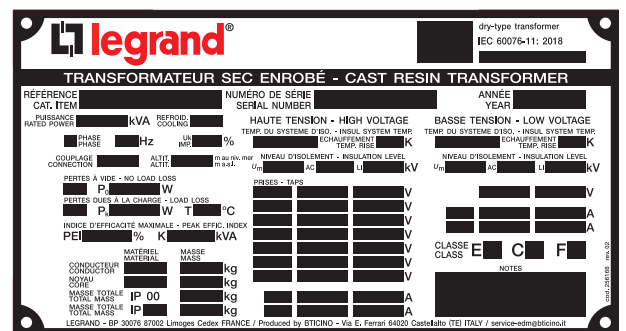 legrand®
dry-type transformer
IEC 60076-11: 2018
TRANSFORMATEUR SEC ENROBÉ - CAST RESIN TRANSFORMER
RÉFÉRENCE
CAT. ITEM
NUMÉRO DE SÉRIE
SERIAL NUMBER
ANNÉE
YEAR
PUISSANCE
RATED POWER
kVA
REFROID.
COOLING
PHASE
PHASE
Hz
Uk
IMP.
%
COUPLAGE
CONNECTION
ALTIT.
ALTIT.
m au niv. mer
m a.s.l.
HAUTE TENSION - HIGH VOLTAGE
TEMP. DU SYSTEME D'ISO. - INSUL SYSTEM TEMP.
ECHAUFFEMENT
TEMP. RISE
K
NIVEAU D'ISOLEMENT - INSULATION LEVEL
Um AC LI kV
BASSE TENSION - LOW VOLTAGE
TEMP. DU SYSTEME D'ISO. - INSUL SYSTEM TEMP.
ECHAUFFEMENT
TEMP. RISE
K
NIVEAU D'ISOLEMENT - INSULATION LEVEL
Um AC LI kV
PERTES À VIDE - NO LOAD LOSS
P0 W
PERTES DUES À LA CHARGE - LOAD LOSS
Pk W T °C
INDICE D'EFFICACITÉ MAXIMALE - PEAK EFFIC. INDEX
PEI % K kVA
PRISES - TAPS
V
V
V
V
V
V
V
A
A
V
A
A
CLASSE
CLASS
E C F
NOTES
MATÉRIEL
MATERIAL
MASSE
MASS
CONDUCTEUR
CONDUCTOR
kg
NOYAU
CORE
kg
MASSE TOTALE
TOTAL MASS
IP 00
kg
MASSE TOTALE
TOTAL MASS
IP
kg
cod. 256166 rev. 02
LEGRAND - BP 30076 87002 Limoges Cedex FRANCE / Produced by BTICINO - Via E. Ferrari 64020 Castellalto (TE) ITALY / service-edm@bticino.it